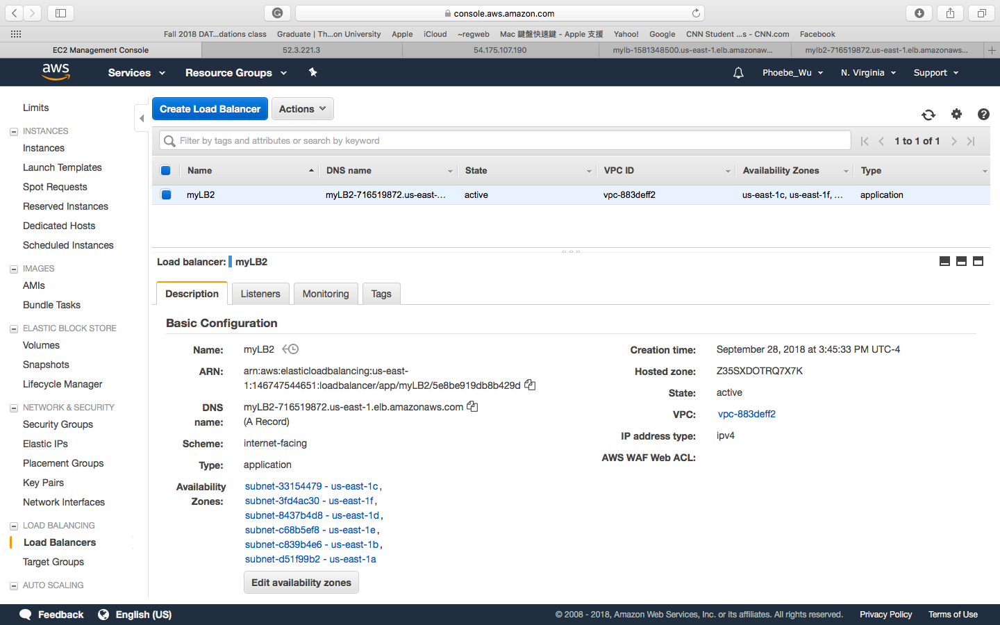 console.aws.amazon.com
Fall 2018 DAT...dations class Graduate | Th...on University Apple iCloud ~regweb Mac 鍵盤快速鍵 - Apple 支援 Yahoo! Google CNN Student ...s - CNN.com Facebook
EC2 Management Console 52.3.221.3 54.175.107.190 mylb-1581348500.us-east-1.elb.amazonaw... mylb2-716519872.us-east-1.elb.amazonaws...
aws Services Resource Groups Phoebe_Wu N. Virginia Support
Limits
INSTANCES
Instances
Launch Templates
Spot Requests
Reserved Instances
Dedicated Hosts
Scheduled Instances
IMAGES
AMIs
Bundle Tasks
ELASTIC BLOCK STORE
Volumes
Snapshots
Lifecycle Manager
NETWORK & SECURITY
Security Groups
Elastic IPs
Placement Groups
Key Pairs
Network Interfaces
LOAD BALANCING
Load Balancers
Target Groups
AUTO SCALING
Create Load Balancer Actions
Filter by tags and attributes or search by keyword 1 to 1 of 1
Name DNS name State VPC ID Availability Zones Type
myLB2 myLB2-716519872.us-east-... active vpc-883deff2 us-east-1c, us-east-1f, ... application
Load balancer: myLB2
Description Listeners Monitoring Tags
Basic Configuration
Name: myLB2
ARN: arn:aws:elasticloadbalancing:us-east-
1:146747544651:loadbalancer/app/myLB2/5e8be919db8b429d
DNS myLB2-716519872.us-east-1.elb.amazonaws.com
name: (A Record)
Scheme: internet-facing
Type: application
Availability subnet-33154479 - us-east-1c,
Zones: subnet-3fd4ac30 - us-east-1f,
subnet-8437b4d8 - us-east-1d,
subnet-c68b5ef8 - us-east-1e,
subnet-c839b4e6 - us-east-1b,
subnet-d51f99b2 - us-east-1a
Edit availability zones
Creation time: September 28, 2018 at 3:45:33 PM UTC-4
Hosted zone: Z35SXDOTRQ7X7K
State: active
VPC: vpc-883deff2
IP address type: ipv4
AWS WAF Web ACL:
Feedback English (US) © 2008 - 2018, Amazon Web Services, Inc. or its affiliates. All rights reserved. Privacy Policy Terms of Use